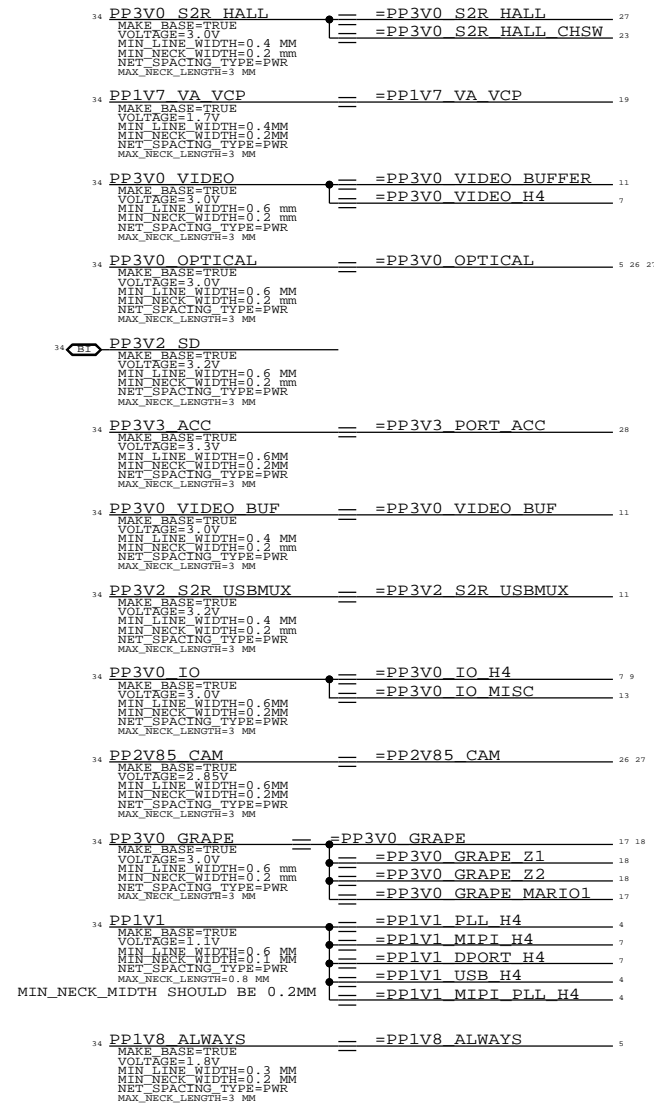 34 PP3V0_S2R_HALL =PP3V0_S2R_HALL 27
=PP3V0_S2R_HALL_CHSW 23
MAKE_BASE=TRUE
VOLTAGE=3.0V
MIN_LINE_WIDTH=0.4 MM
MIN_NECK_WIDTH=0.2 mm
NET_SPACING_TYPE=PWR
MAX_NECK_LENGTH=3 MM
34 PP1V7_VA_VCP =PP1V7_VA_VCP 19
MAKE_BASE=TRUE
VOLTAGE=1.7V
MIN_LINE_WIDTH=0.4MM
MIN_NECK_WIDTH=0.2MM
NET_SPACING_TYPE=PWR
MAX_NECK_LENGTH=3 MM
34 PP3V0_VIDEO =PP3V0_VIDEO_BUFFER 11
=PP3V0_VIDEO_H4 7
MAKE_BASE=TRUE
VOLTAGE=3.0V
MIN_LINE_WIDTH=0.6 mm
MIN_NECK_WIDTH=0.2 mm
NET_SPACING_TYPE=PWR
MAX_NECK_LENGTH=3 MM
34 PP3V0_OPTICAL =PP3V0_OPTICAL 5 26 27
MAKE_BASE=TRUE
VOLTAGE=3.0V
MIN_LINE_WIDTH=0.6 MM
MIN_NECK_WIDTH=0.2 mm
NET_SPACING_TYPE=PWR
MAX_NECK_LENGTH=3 MM
34 BI PP3V2_SD
MAKE_BASE=TRUE
VOLTAGE=3.2V
MIN_LINE_WIDTH=0.6 MM
MIN_NECK_WIDTH=0.2 mm
NET_SPACING_TYPE=PWR
MAX_NECK_LENGTH=3 MM
34 PP3V3_ACC =PP3V3_PORT_ACC 28
MAKE_BASE=TRUE
VOLTAGE=3.3V
MIN_LINE_WIDTH=0.6MM
MIN_NECK_WIDTH=0.2MM
NET_SPACING_TYPE=PWR
MAX_NECK_LENGTH=3 MM
34 PP3V0_VIDEO_BUF =PP3V0_VIDEO_BUF 11
MAKE_BASE=TRUE
VOLTAGE=3.0V
MIN_LINE_WIDTH=0.4 MM
MIN_NECK_WIDTH=0.2 mm
NET_SPACING_TYPE=PWR
MAX_NECK_LENGTH=3 MM
34 PP3V2_S2R_USBMUX =PP3V2_S2R_USBMUX 11
MAKE_BASE=TRUE
VOLTAGE=3.2V
MIN_LINE_WIDTH=0.4 MM
MIN_NECK_WIDTH=0.2 mm
NET_SPACING_TYPE=PWR
MAX_NECK_LENGTH=3 MM
34 PP3V0_IO =PP3V0_IO_H4 7 9
=PP3V0_IO_MISC 13
MAKE_BASE=TRUE
VOLTAGE=3.0V
MIN_LINE_WIDTH=0.6MM
MIN_NECK_WIDTH=0.2MM
NET_SPACING_TYPE=PWR
MAX_NECK_LENGTH=3 MM
34 PP2V85_CAM =PP2V85_CAM 26 27
MAKE_BASE=TRUE
VOLTAGE=2.85V
MIN_LINE_WIDTH=0.6MM
MIN_NECK_WIDTH=0.2MM
NET_SPACING_TYPE=PWR
MAX_NECK_LENGTH=3 MM
34 PP3V0_GRAPE =PP3V0_GRAPE 17 18
=PP3V0_GRAPE_Z1 18
=PP3V0_GRAPE_Z2 18
=PP3V0_GRAPE_MARIO1 17
MAKE_BASE=TRUE
VOLTAGE=3.0V
MIN_LINE_WIDTH=0.6 mm
MIN_NECK_WIDTH=0.2 mm
NET_SPACING_TYPE=PWR
MAX_NECK_LENGTH=3 MM
34 PP1V1 =PP1V1_PLL_H4 4
=PP1V1_MIPI_H4 7
=PP1V1_DPORT_H4 7
=PP1V1_USB_H4 4
=PP1V1_MIPI_PLL_H4 4
MAKE_BASE=TRUE
VOLTAGE=1.1V
MIN_LINE_WIDTH=0.6 MM
MIN_NECK_WIDTH=0.1 MM
NET_SPACING_TYPE=PWR
MAX_NECK_LENGTH=0.8 MM
MIN_NECK_MIDTH SHOULD BE 0.2MM
34 PP1V8_ALWAYS =PP1V8_ALWAYS 5
MAKE_BASE=TRUE
VOLTAGE=1.8V
MIN_LINE_WIDTH=0.3 MM
MIN_NECK_WIDTH=0.2 MM
NET_SPACING_TYPE=PWR
MAX_NECK_LENGTH=3 MM